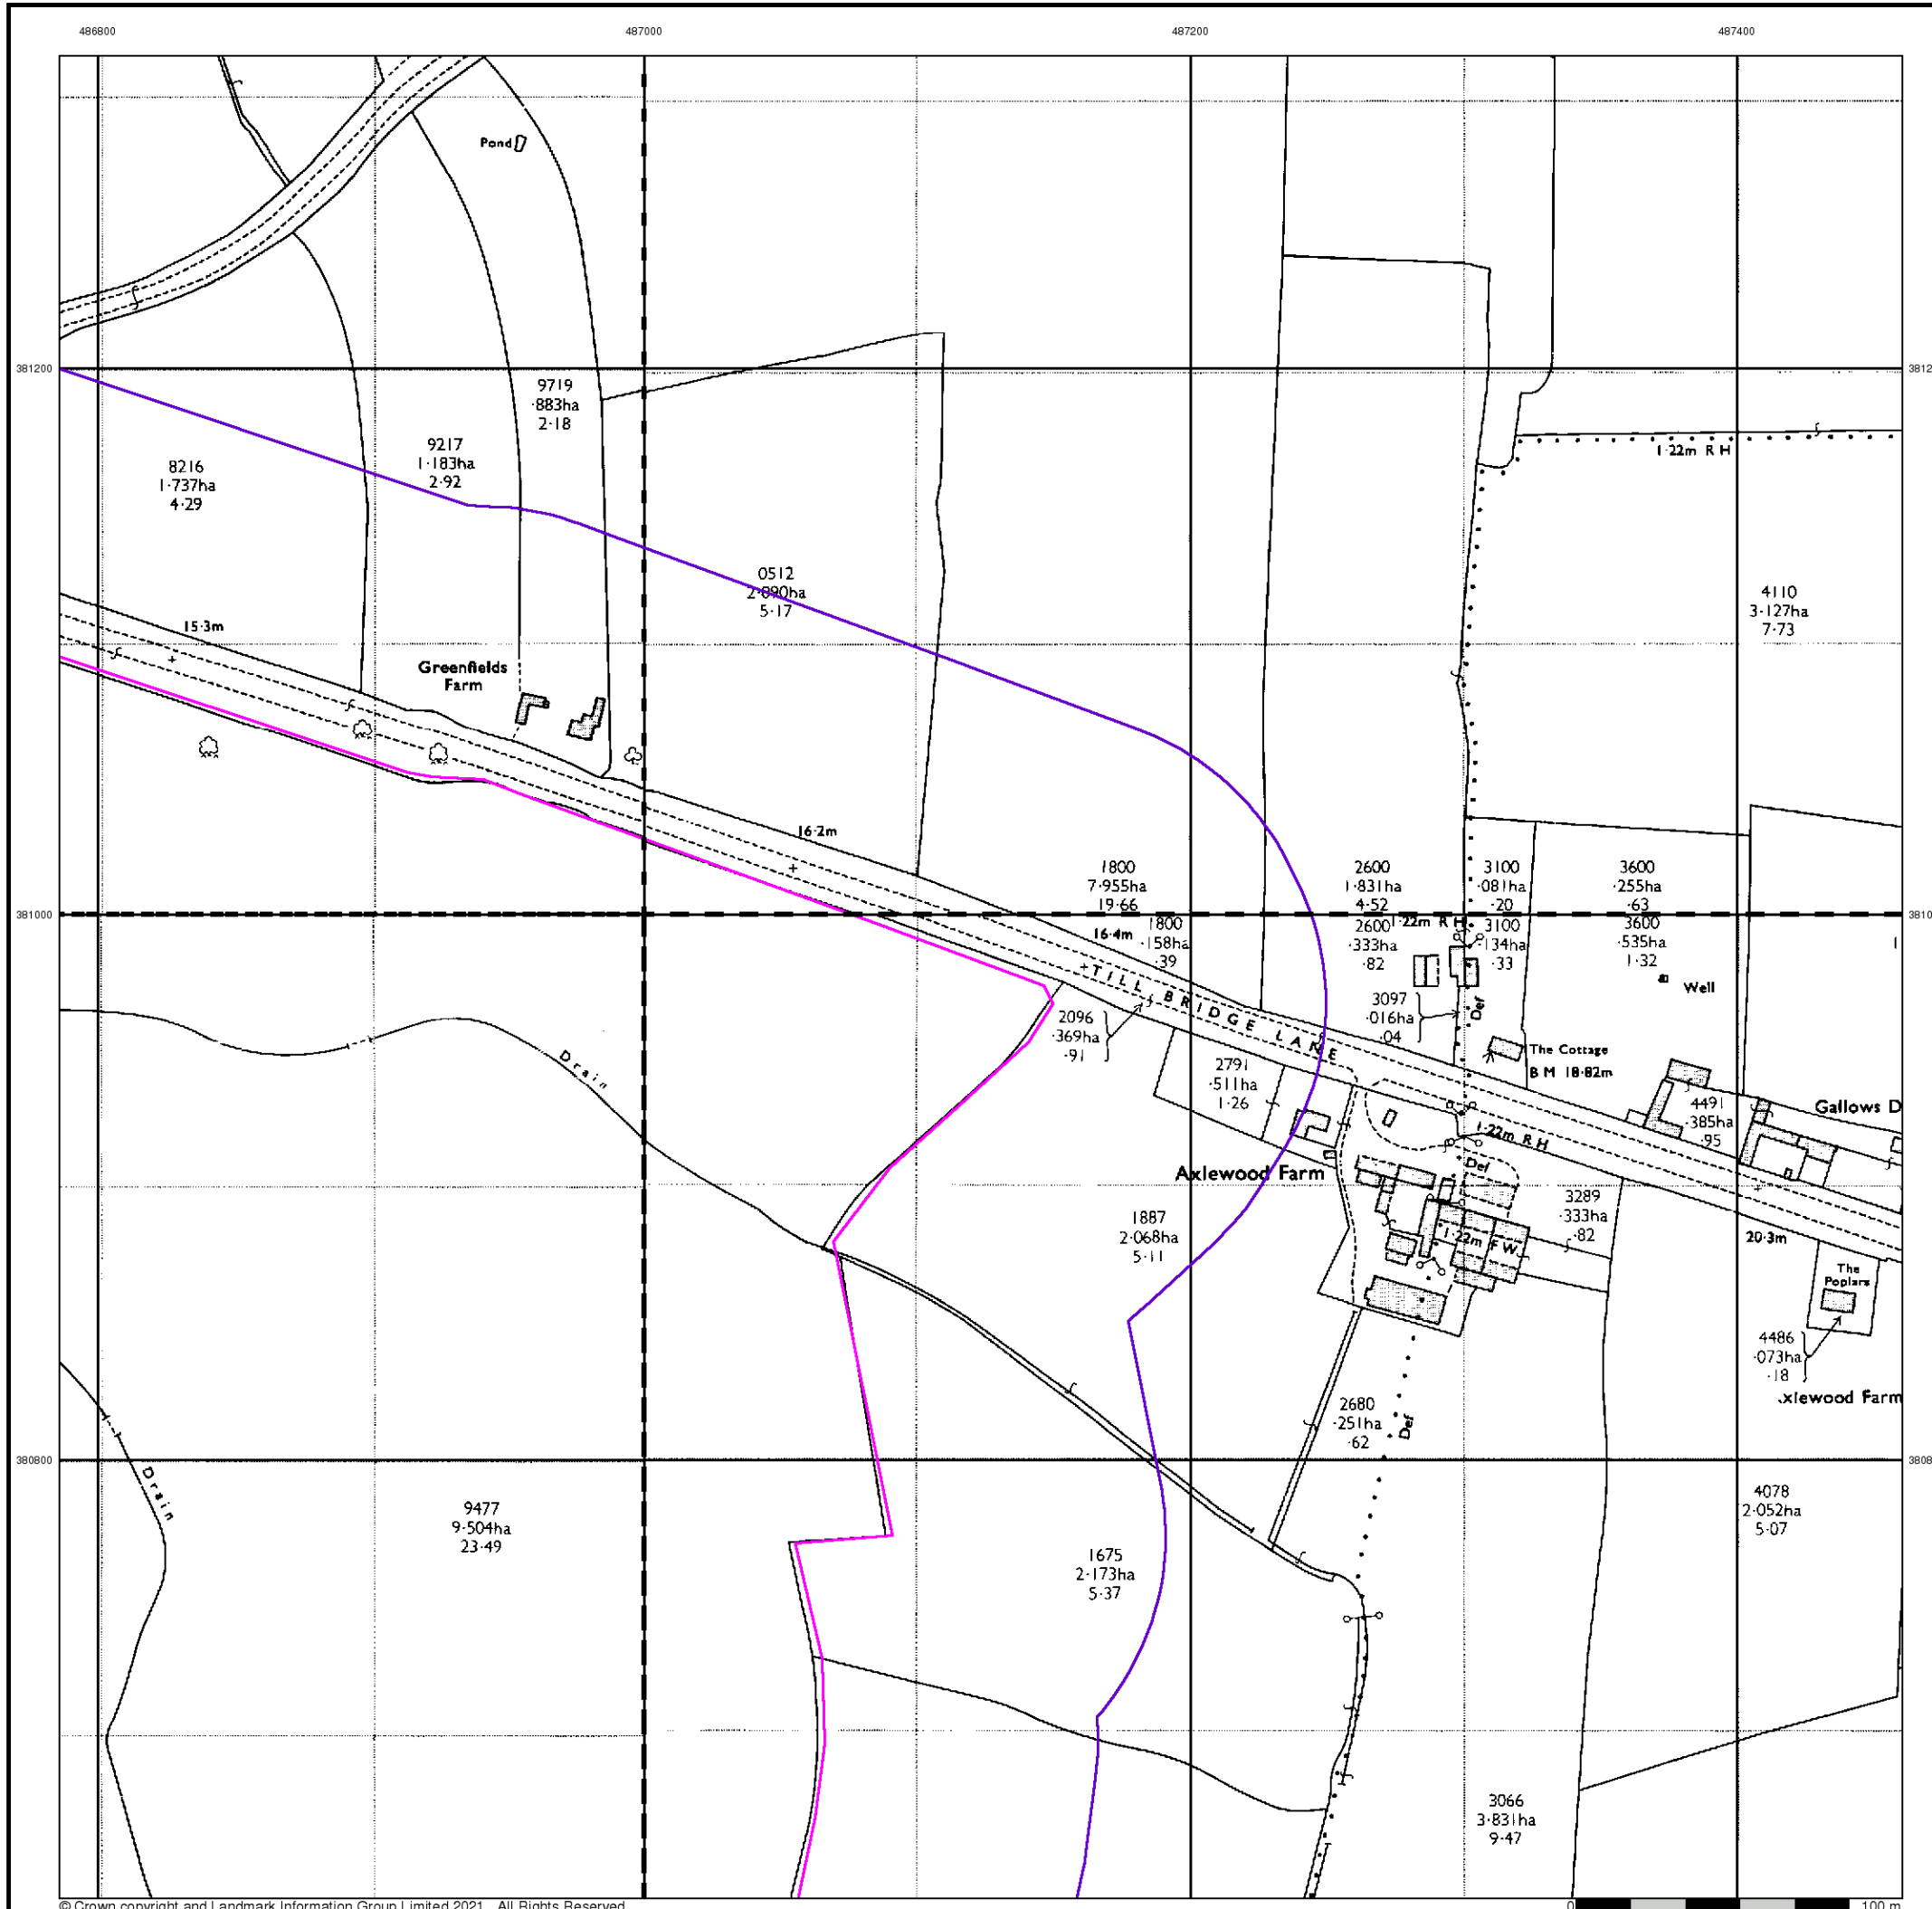 486800
487000
487200
487400
Pond
381200
3812
9719
·883ha
2·18
9217
1·183ha
2·92
8216
1·737ha
4·29
1·22m R H
0512
2·090ha
5·17
4110
3·127ha
7·73
15·3m
Greenfields
Farm
16·2m
1800
7·955ha
19·66
2600
1·831ha
4·52
3100
·081ha
·20
3600
·255ha
·63
381000
3810
1800
·158ha
·39
16·4m
1·22m R H
2600
·333ha
·82
3100
·134ha
·33
3600
·535ha
1·32
Well
TILL BRIDGE LANE
3097
·016ha
·04
Def
2096
·369ha
·91
The Cottage
B M 18·82m
Drain
2791
·511ha
1·26
4491
·385ha
·95
Gallows D
1·22m R H
Def
Axlewood Farm
3289
·333ha
·82
1887
2·068ha
5·11
1·22m F W
20·3m
The
Poplars
4486
·073ha
·18
xlewood Farm
2680
·251ha
·62
Def
380800
3808
Drain
9477
9·504ha
23·49
4078
2·052ha
5·07
1675
2·173ha
5·37
3066
3·831ha
9·47
© Crown copyright and Landmark Information Group Limited 2021. All Rights Reserved.
0
100 m